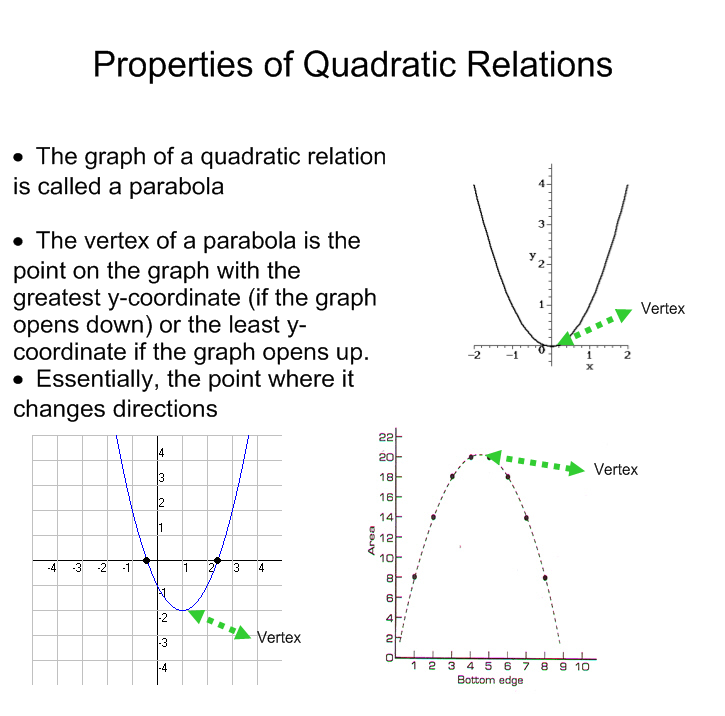 Properties of Quadratic Relations
• The graph of a quadratic relation
is called a parabola
• The vertex of a parabola is the
point on the graph with the
greatest y-coordinate (if the graph
opens down) or the least y-
coordinate if the graph opens up.
• Essentially, the point where it
changes directions
4
3
y
2
1
0
-2 -1 1 2
x
Vertex
4
3
2
1
-4 -3 -2 -1 1 2 3 4
-1
-2
-3
-4
Vertex
22
20
18
16
14
12
10
8
6
4
2
0
Area
1 2 3 4 5 6 7 8 9 10
Bottom edge
Vertex